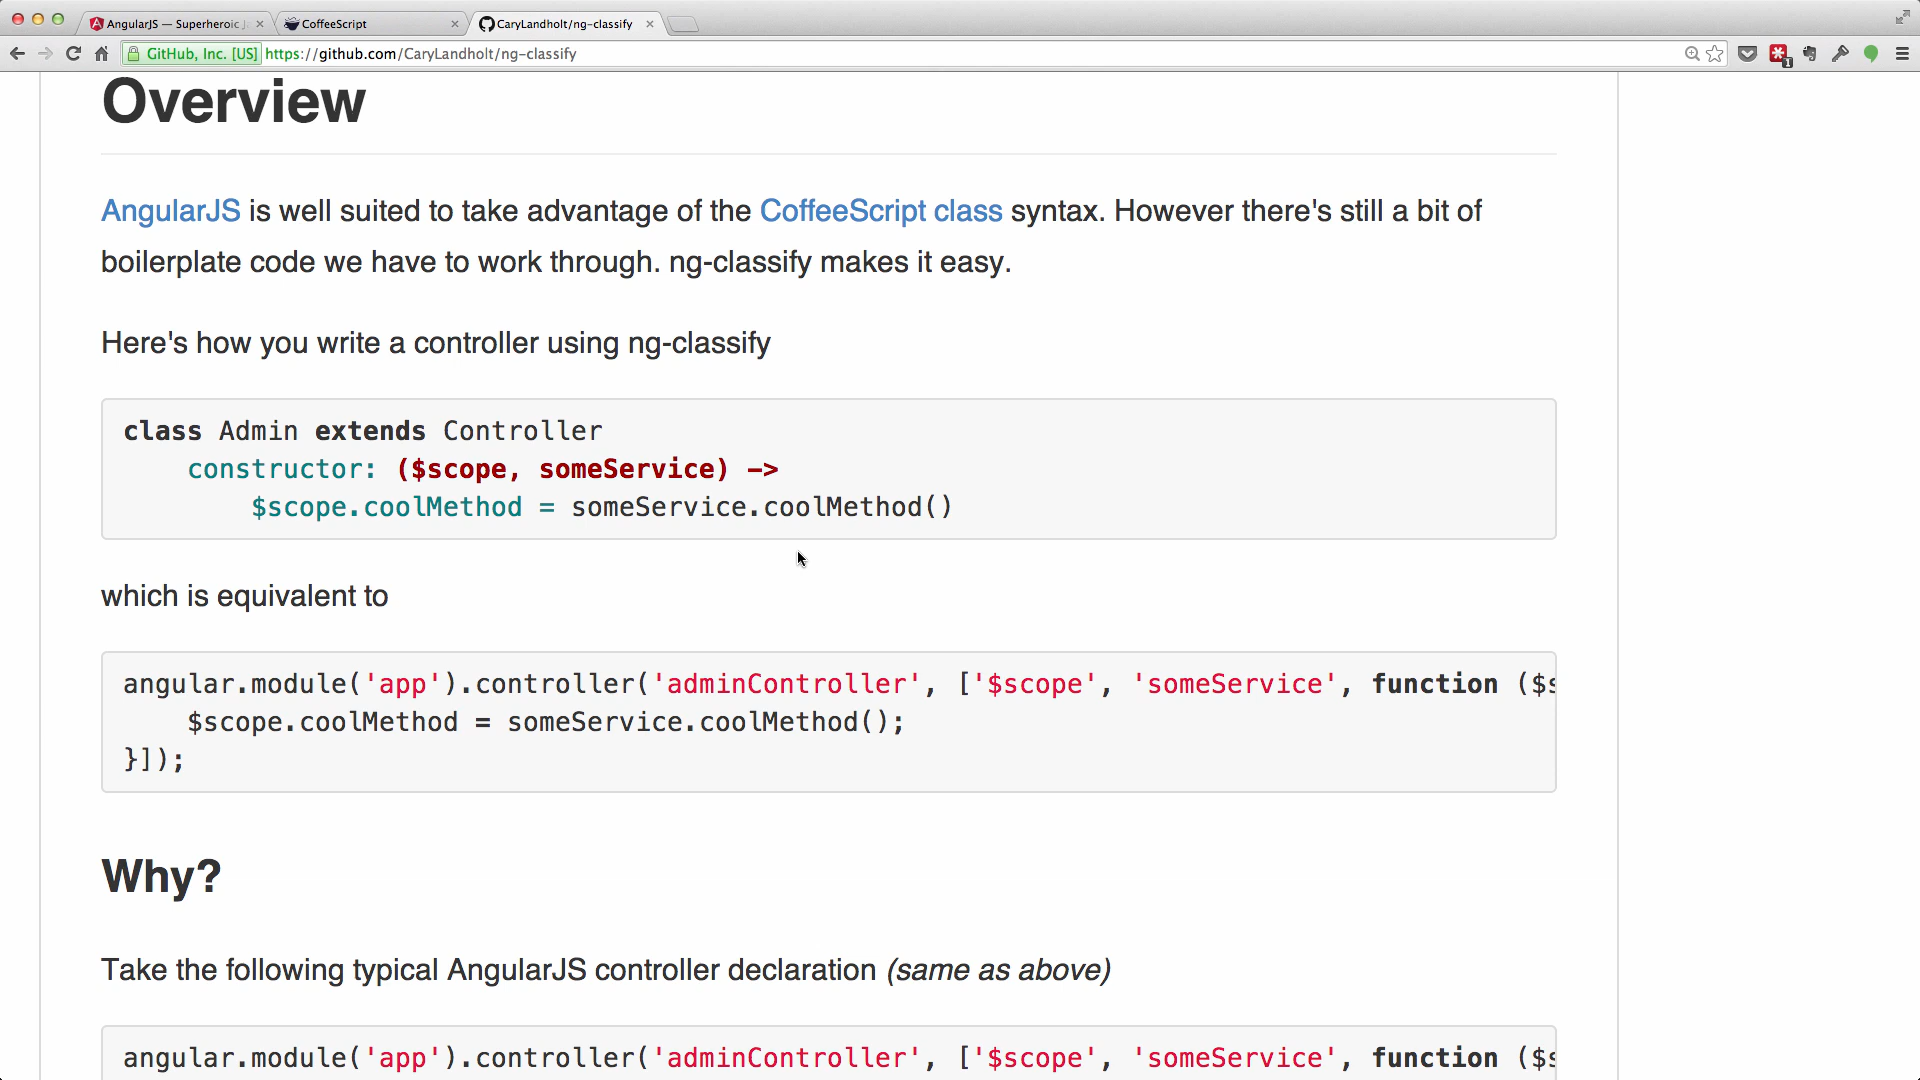 AngularJS — Superheroic J
CoffeeScript
CaryLandholt/ng-classify
GitHub, Inc. [US] https://github.com/CaryLandholt/ng-classify
1
Overview
AngularJS is well suited to take advantage of the CoffeeScript class syntax. However there's still a bit of
boilerplate code we have to work through. ng-classify makes it easy.
Here's how you write a controller using ng-classify
class Admin extends Controller
    constructor: ($scope, someService) ->
        $scope.coolMethod = someService.coolMethod()
which is equivalent to
angular.module('app').controller('adminController', ['$scope', 'someService', function ($s
    $scope.coolMethod = someService.coolMethod();
}]);
Why?
Take the following typical AngularJS controller declaration (same as above)
angular.module('app').controller('adminController', ['$scope', 'someService', function ($s